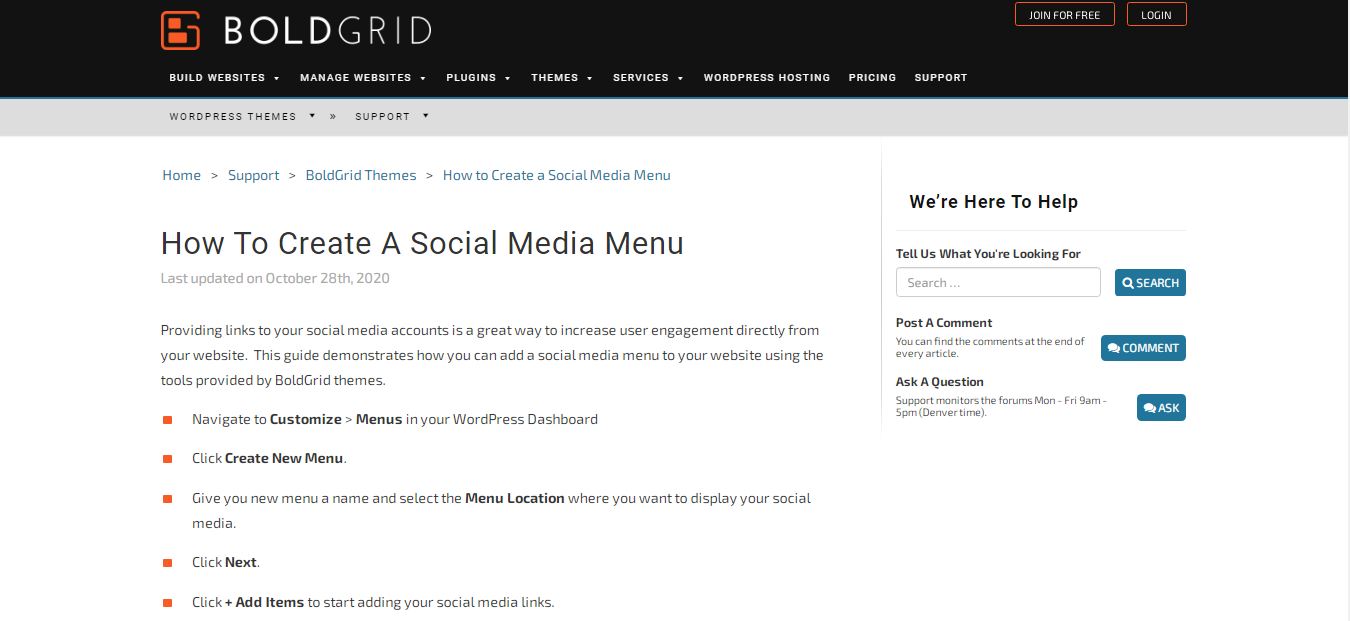 BOLDGRID
JOIN FOR FREE
LOGIN
BUILD WEBSITES MANAGE WEBSITES PLUGINS THEMES SERVICES WORDPRESS HOSTING PRICING SUPPORT
WORDPRESS THEMES » SUPPORT
Home > Support > BoldGrid Themes > How to Create a Social Media Menu
How To Create A Social Media Menu
Last updated on October 28th, 2020
Providing links to your social media accounts is a great way to increase user engagement directly from
your website. This guide demonstrates how you can add a social media menu to your website using the
tools provided by BoldGrid themes.
Navigate to Customize > Menus in your WordPress Dashboard
Click Create New Menu.
Give you new menu a name and select the Menu Location where you want to display your social
media.
Click Next.
Click + Add Items to start adding your social media links.
We’re Here To Help
Tell Us What You're Looking For
Search ...
SEARCH
Post A Comment
You can find the comments at the end of
every article.
COMMENT
Ask A Question
Support monitors the forums Mon - Fri 9am -
5pm (Denver time).
ASK